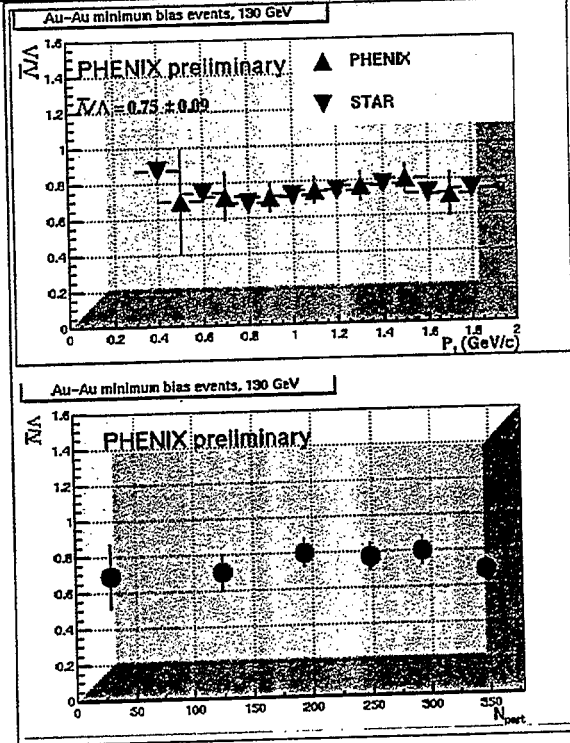 Au-Au minimum bias events, 130 GeV
Λ̅/Λ
PHENIX preliminary
▲ PHENIX
Λ̅/Λ = 0.75 ± 0.09
▼ STAR
1.6
1.4
1.2
1
0.8
0.6
0.4
0.2
0
0 0.2 0.4 0.6 0.8 1 1.2 1.4 1.6 1.8 2
P_t (GeV/c)
Au-Au minimum bias events, 130 GeV
Λ̅/Λ
PHENIX preliminary
1.6
1.4
1.2
1
0.8
0.6
0.4
0.2
0
0 50 100 150 200 250 300 350
N_part